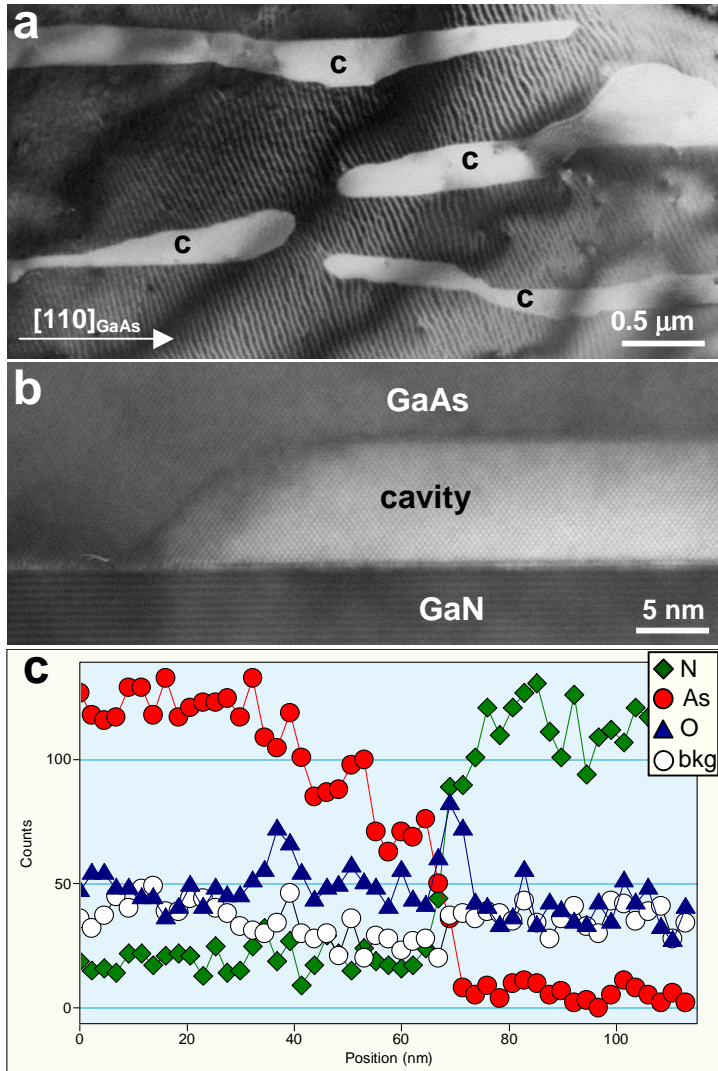 a
c
c
c
c
[110]GaAs
0.5 μm
b
GaAs
cavity
GaN
5 nm
c
N
As
O
bkg
100
50
0
Counts
0
20
40
60
80
100
Position (nm)